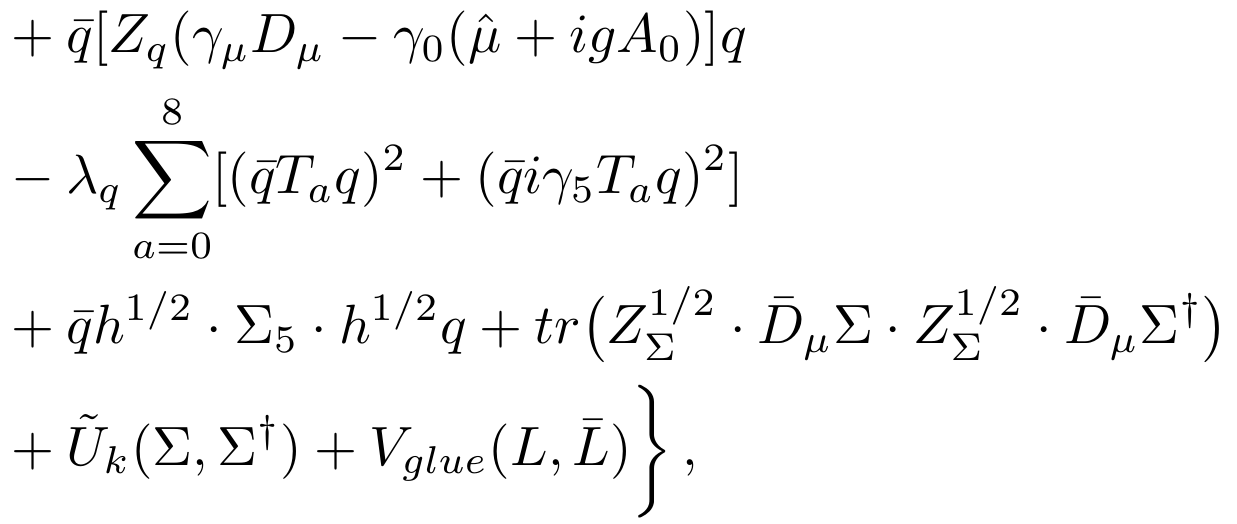 + \bar{q}[Z_q(\gamma_\mu D_\mu - \gamma_0(\hat{\mu} + igA_0)]q
- \lambda_q \sum_{a=0}^{8} [(\bar{q}T_a q)^2 + (\bar{q}i\gamma_5 T_a q)^2]
+ \bar{q}h^{1/2} \cdot \Sigma_5 \cdot h^{1/2}q + tr\big(Z_\Sigma^{1/2} \cdot \bar{D}_\mu\Sigma \cdot Z_\Sigma^{1/2} \cdot \bar{D}_\mu\Sigma^\dagger\big)
+ \tilde{U}_k(\Sigma, \Sigma^\dagger) + V_{glue}(L, \bar{L}) \Big\} ,